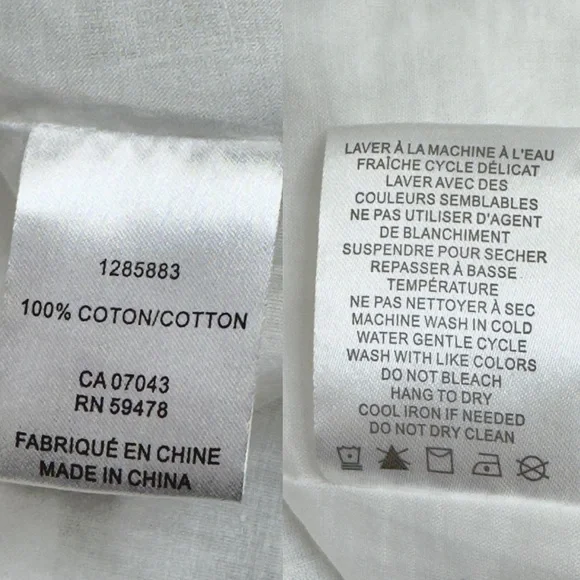 1285883
100% COTON/COTTON
CA 07043
RN 59478
FABRIQUÉ EN CHINE
MADE IN CHINA
LAVER À LA MACHINE À L'EAU
FRAÎCHE CYCLE DÉLICAT
LAVER AVEC DES
COULEURS SEMBLABLES
NE PAS UTILISER D'AGENT
DE BLANCHIMENT
SUSPENDRE POUR SECHER
REPASSER À BASSE
TEMPÉRATURE
NE PAS NETTOYER À SEC
MACHINE WASH IN COLD
WATER GENTLE CYCLE
WASH WITH LIKE COLORS
DO NOT BLEACH
HANG TO DRY
COOL IRON IF NEEDED
DO NOT DRY CLEAN